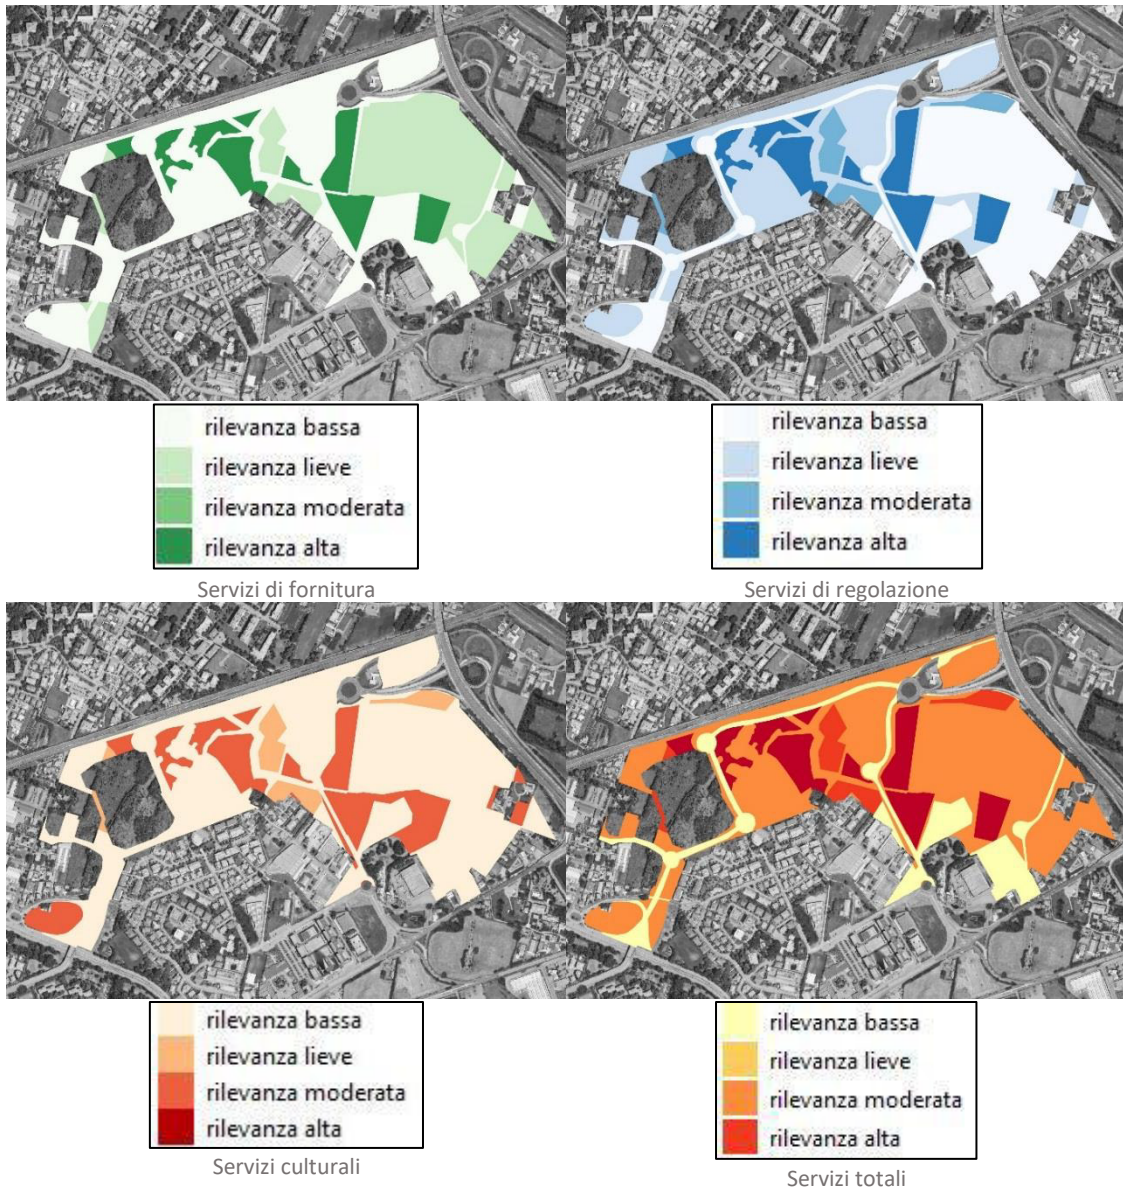 rilevanza bassa
rilevanza lieve
rilevanza moderata
rilevanza alta
Servizi di fornitura
rilevanza bassa
rilevanza lieve
rilevanza moderata
rilevanza alta
Servizi di regolazione
rilevanza bassa
rilevanza lieve
rilevanza moderata
rilevanza alta
Servizi culturali
rilevanza bassa
rilevanza lieve
rilevanza moderata
rilevanza alta
Servizi totali